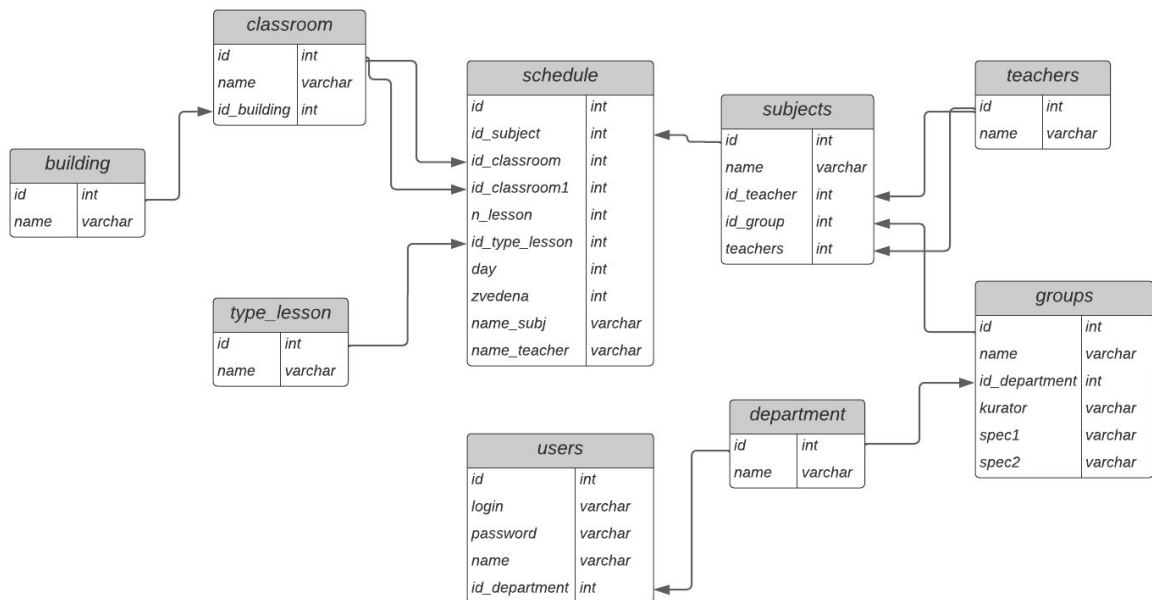 classroom
id int
name varchar
id_building int
building
id int
name varchar
type_lesson
id int
name varchar
schedule
id int
id_subject int
id_classroom int
id_classroom1 int
n_lesson int
id_type_lesson int
day int
zvedena int
name_subj varchar
name_teacher varchar
subjects
id int
name varchar
id_teacher int
id_group int
teachers int
teachers
id int
name varchar
groups
id int
name varchar
id_department int
kurator varchar
spec1 varchar
spec2 varchar
department
id int
name varchar
users
id int
login varchar
password varchar
name varchar
id_department int